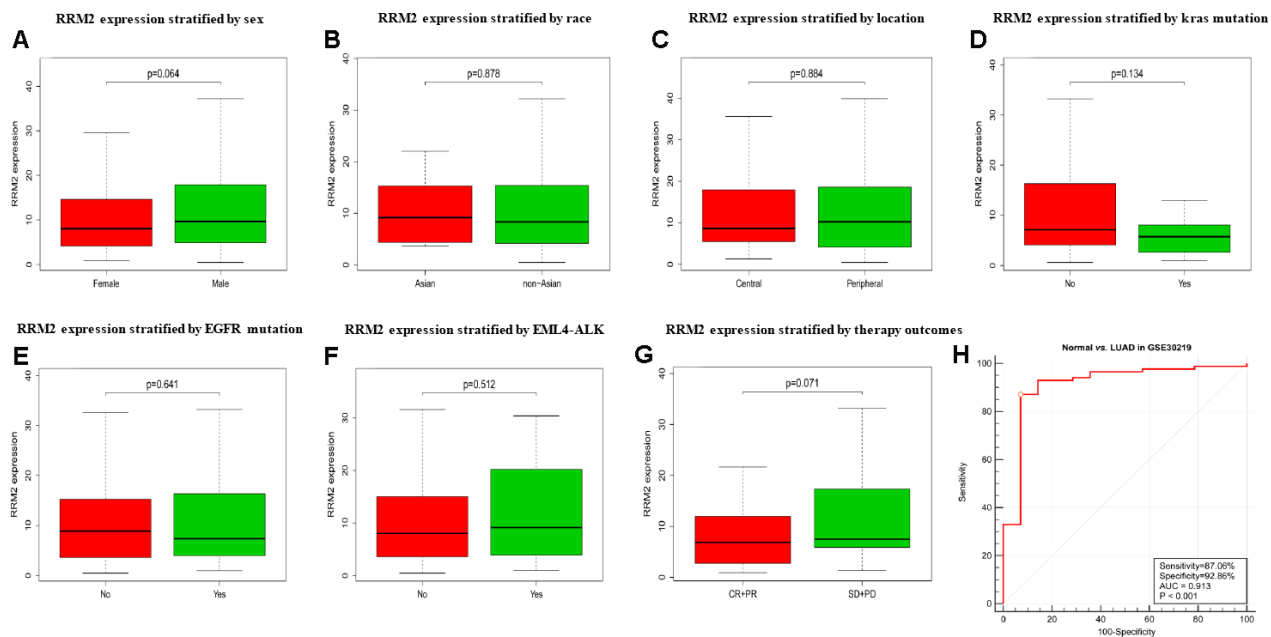 RRM2 expression stratified by sex
A
p=0.064
RRM2 expression
0
10
20
30
40
Female
Male
RRM2 expression stratified by race
B
p=0.878
RRM2 expression
0
10
20
30
40
Asian
non-Asian
RRM2 expression stratified by location
C
p=0.884
RRM2 expression
0
10
20
30
40
Central
Peripheral
RRM2 expression stratified by kras mutation
D
p=0.134
RRM2 expression
0
10
20
30
40
No
Yes
RRM2 expression stratified by EGFR mutation
E
p=0.641
RRM2 expression
0
10
20
30
40
No
Yes
RRM2 expression stratified by EML4-ALK
F
p=0.512
RRM2 expression
0
10
20
30
No
Yes
RRM2 expression stratified by therapy outcomes
G
p=0.071
RRM2 expression
0
10
20
30
40
CR+PR
SD+PD
H
Normal vs. LUAD in GSE30219
100
80
60
40
20
0
Sensitivity
Sensitivity=87.06%
Specificity=92.86%
AUC = 0.913
P < 0.001
0 20 40 60 80 100
100-Specificity